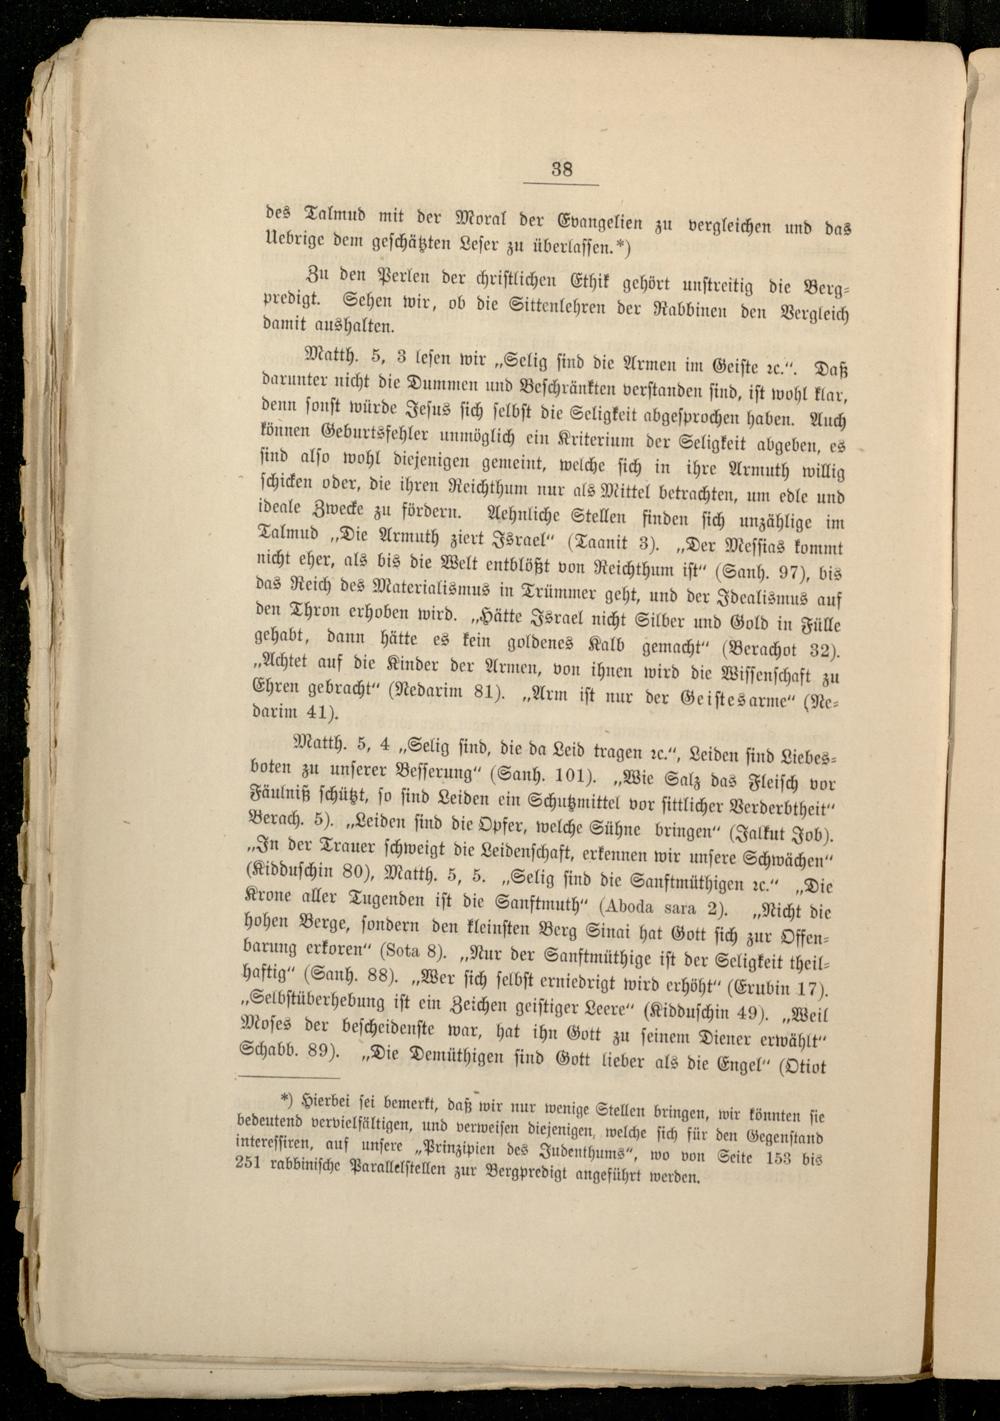 38
des Talmud mit der Moral der Evangelien zu vergleichen und das
Uebrige dem geschätzten Leser zu überlassen.*)
Zu den Perlen der christlichen Ethik gehört unstreitig die Berg-
predigt. Sehen wir, ob die Sittenlehren der Rabbinen den Vergleich
damit aushalten.
Matth. 5, 3 lesen wir „Selig sind die Armen im Geiste ꝛc.“. Daß
darunter nicht die Dummen und Beschränkten verstanden sind, ist wohl klar,
denn sonst würde Jesus sich selbst die Seligkeit abgesprochen haben. Auch
können Geburtsfehler unmöglich ein Kriterium der Seligkeit abgeben, es
sind also wohl diejenigen gemeint, welche sich in ihre Armuth willig
schicken oder, die ihren Reichthum nur als Mittel betrachten, um edle und
ideale Zwecke zu fördern. Aehnliche Stellen finden sich unzählige im
Talmud „Die Armuth ziert Israel“ (Taanit 3). „Der Messias kommt
nicht eher, als bis die Welt entblößt von Reichthum ist“ (Sanh. 97), bis
das Reich des Materialismus in Trümmer geht, und der Idealismus auf
den Thron erhoben wird. „Hätte Israel nicht Silber und Gold in Fülle
gehabt, dann hätte es kein goldenes Kalb gemacht“ (Berachot 32).
„Achtet auf die Kinder der Armen, von ihnen wird die Wissenschaft zu
Ehren gebracht“ (Nedarim 81). „Arm ist nur der Geistesarme“ (Ne-
darim 41).
Matth. 5, 4 „Selig sind, die da Leid tragen ꝛc.“, Leiden sind Liebes-
boten zu unserer Besserung“ (Sanh. 101). „Wie Salz das Fleisch vor
Fäulniß schützt, so sind Leiden ein Schutzmittel vor sittlicher Verderbtheit“
Berach. 5). „Leiden sind die Opfer, welche Sühne bringen“ (Jalkut Job).
„In der Trauer schweigt die Leidenschaft, erkennen wir unsere Schwächen“
(Kidduschin 80), Matth. 5, 5. „Selig sind die Sanftmüthigen ꝛc.“ „Die
Krone aller Tugenden ist die Sanftmuth“ (Aboda sara 2). „Nicht die
hohen Berge, sondern den kleinsten Berg Sinai hat Gott sich zur Offen-
barung erkoren“ (Sota 8). „Nur der Sanftmüthige ist der Seligkeit theil-
haftig“ (Sanh. 88). „Wer sich selbst erniedrigt wird erhöht“ (Erubin 17).
„Selbstüberhebung ist ein Zeichen geistiger Leere“ (Kidduschin 49). „Weil
Moses der bescheidenste war, hat ihn Gott zu seinem Diener erwählt“
Schabb. 89). „Die Demüthigen sind Gott lieber als die Engel“ (Otiot
*) Hierbei sei bemerkt, daß wir nur wenige Stellen bringen, wir könnten sie
bedeutend vervielfältigen, und verweisen diejenigen, welche sich für den Gegenstand
interessiren, auf unsere „Prinzipien des Judenthums“, wo von Seite 153 bis
251 rabbinische Parallelstellen zur Bergpredigt angeführt werden.